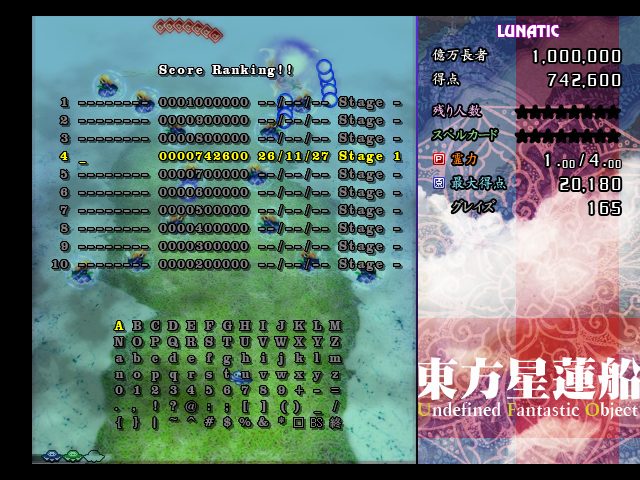 LUNATIC
億万長者 1,000,000
得点 742,600
残り人数
スペルカード
P 霊力 1.00/4.00
点 最大得点 20,180
グレイズ 165
Score Ranking!!
1 -------- 0001000000 --/--/-- Stage -
2 -------- 0000900000 --/--/-- Stage -
3 -------- 0000800000 --/--/-- Stage -
4 _ 0000742600 26/11/27 Stage 1
5 -------- 0000700000 --/--/-- Stage -
6 -------- 0000600000 --/--/-- Stage -
7 -------- 0000500000 --/--/-- Stage -
8 -------- 0000400000 --/--/-- Stage -
9 -------- 0000300000 --/--/-- Stage -
10 -------- 0000200000 --/--/-- Stage -
A B C D E F G H I J K L M
N O P Q R S T U V W X Y Z
a b c d e f g h i j k l m
n o p q r s t u v w x y z
0 1 2 3 4 5 6 7 8 9 + - =
. , ! ? @ : ; [ ] ( ) _ /
{ } | ~ ^ # $ % & * □ BS 終
東方星蓮船
Undefined Fantastic Object